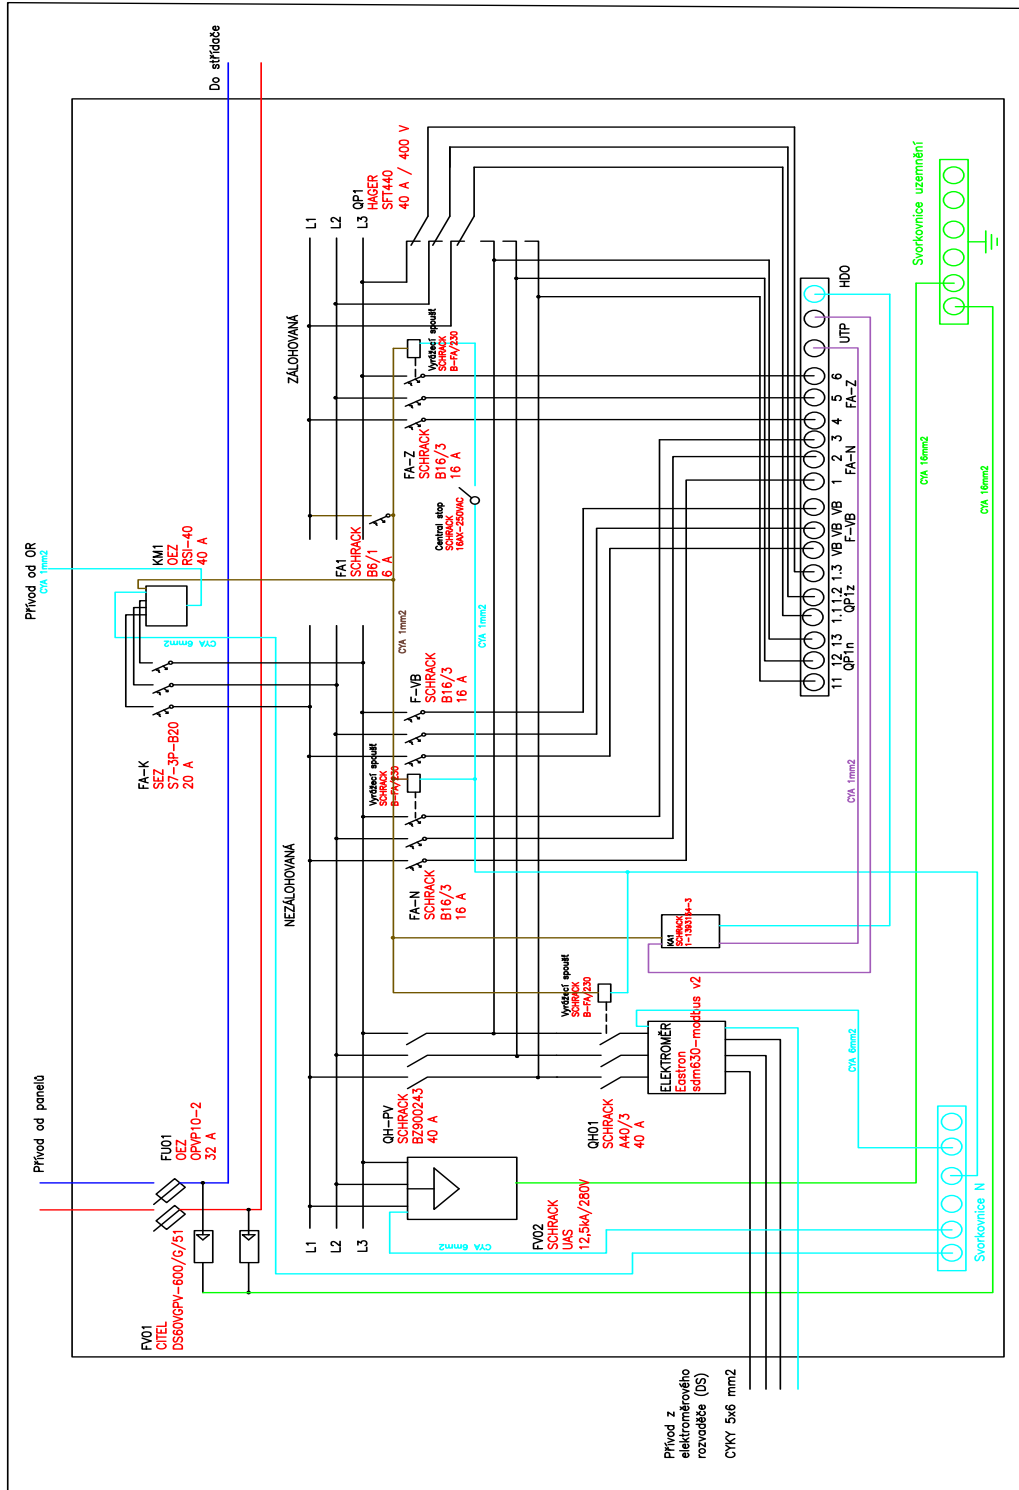 Přívod od panelů
Přívod od OR
CYA 1mm2
Do střídače
FU01
OEZ
OPVP10-2
32 A
FV01
CITEL
DS60VGPV-600/G/51
FA-K
SEZ
S7-3P-B20
20 A
KM1
OEZ
RSI-40
40 A
CYA 6mm2
L1
L2
L3
NEZÁLOHOVANÁ
ZÁLOHOVANÁ
L1
L2
L3
QP1
HAGER
SFT440
40 A / 400 V
FA1
SCHRACK
B6/1
6 A
CYA 1mm2
FV02
SCHRACK
UAS
12,5kA/280V
CYA 6mm2
QH-PV
SCHRACK
BZ900243
40 A
FA-N
SCHRACK
B16/3
16 A
Vyrážecí spoušť
SCHRACK
B-FA/230
F-VB
SCHRACK
B16/3
16 A
FA-Z
SCHRACK
B16/3
16 A
Vyrážecí spoušť
SCHRACK
B-FA/230
Central stop
SCHRACK
16AX-250VAC
CYA 1mm2
QH01
SCHRACK
A40/3
40 A
Vyrážecí spoušť
SCHRACK
B-FA/230
ELEKTROMĚR
Eastron
sdm630-modbus v2
KA1
SCHRACK
CYA 6mm2
CYA 1mm2
11 12 13
QP1n
1.1 1.2 1.3
QP1z
VB VB VB
F-VB
1 2 3
FA-N
4 5 6
FA-Z
UTP
HDO
CYA 16mm2
CYA 16mm2
Svorkovnice uzemnění
Svorkovnice N
Přívod z
elektroměrového
rozvaděče (DS)
CYKY 5x6 mm2